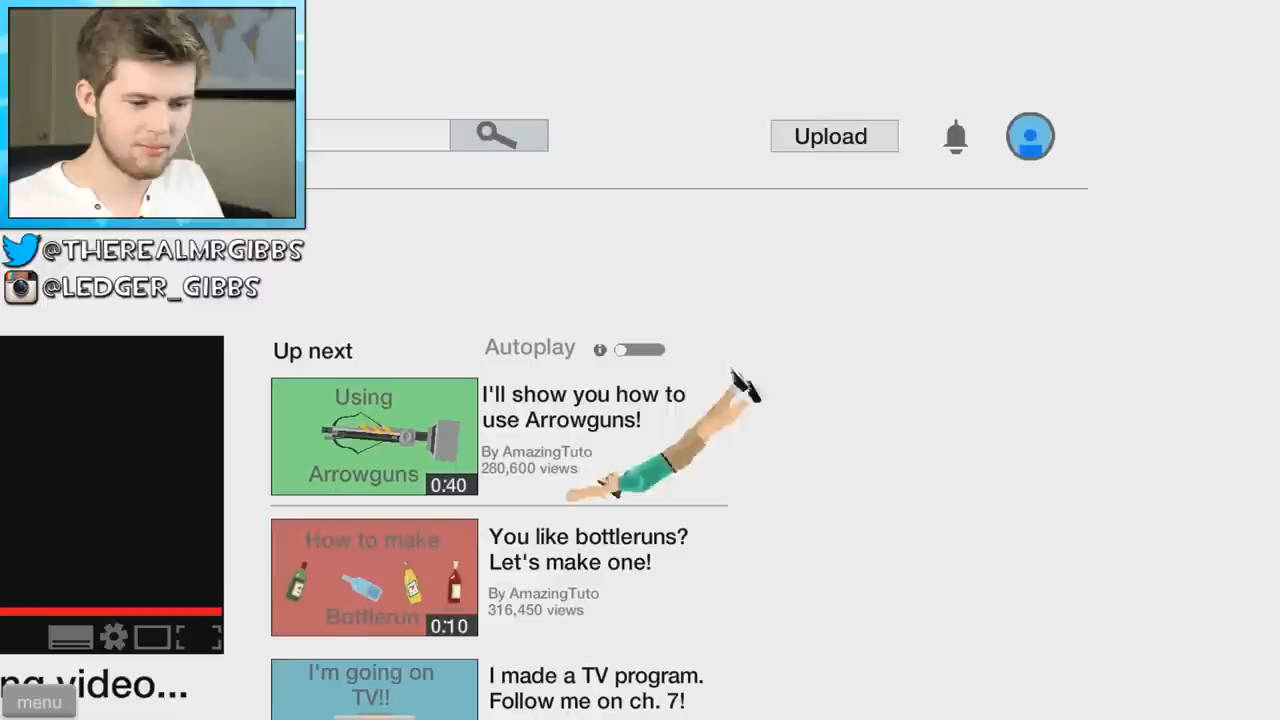 Upload
@THEREALMRGIBBS
@LEDGER_GIBBS
Up next
Autoplay
Using
Arrowguns
0:40
I'll show you how to
use Arrowguns!
By AmazingTuto
280,600 views
How to make
Bottlerun
0:10
You like bottleruns?
Let's make one!
By AmazingTuto
316,450 views
I'm going on
TV!!
I made a TV program.
Follow me on ch. 7!
video...
menu